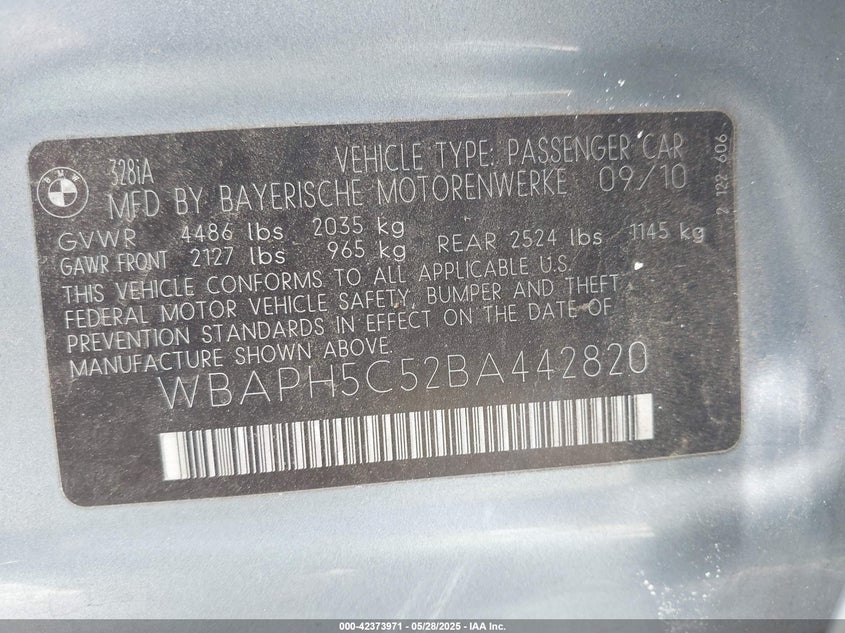 BMW
328iA
VEHICLE TYPE: PASSENGER CAR
MFD BY BAYERISCHE MOTORENWERKE 09/10
GVWR 4486 lbs 2035 kg
GAWR FRONT 2127 lbs 965 kg REAR 2524 lbs 1145 kg
THIS VEHICLE CONFORMS TO ALL APPLICABLE U.S.
FEDERAL MOTOR VEHICLE SAFETY, BUMPER AND THEFT
PREVENTION STANDARDS IN EFFECT ON THE DATE OF
MANUFACTURE SHOWN ABOVE.
WBAPH5C52BA442820
2 122 606
000-42373971 | 05/28/2025 - IAA Inc.